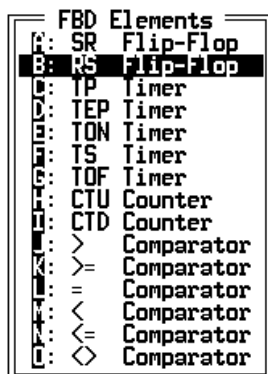 FBD Elements
A: SR Flip-Flop
B: RS Flip-Flop
C: TP Timer
D: TEP Timer
E: TON Timer
F: TS Timer
G: TOF Timer
H: CTU Counter
I: CTD Counter
J: > Comparator
K: >= Comparator
L: = Comparator
M: < Comparator
N: <= Comparator
O: <> Comparator